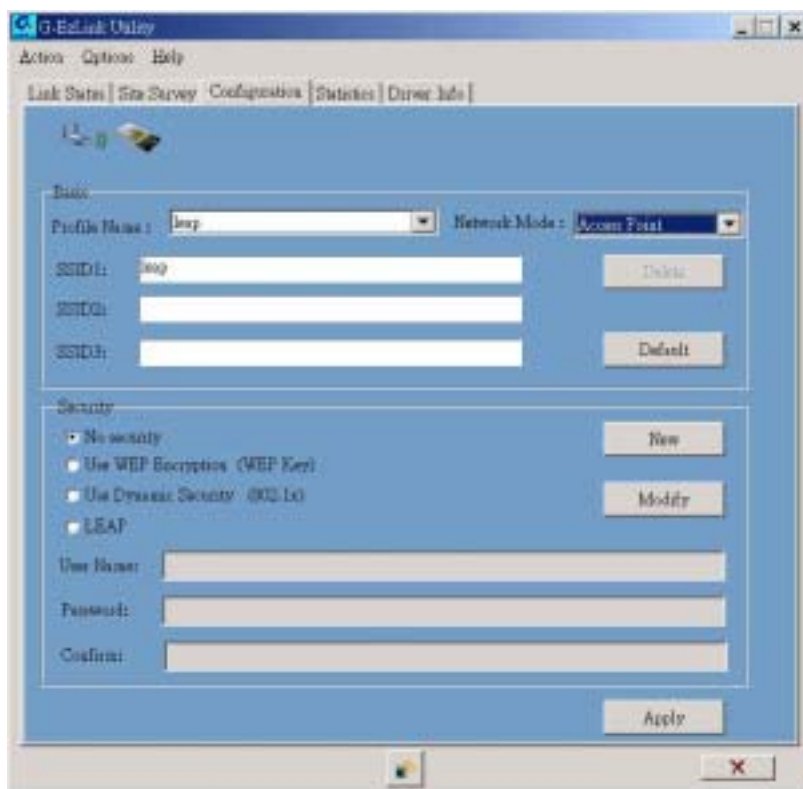 G-EzLink Utility
Action Options Help
Link Status Site Survey Configuration Statistics Driver Info
Basic
Profile Name : leap Network Mode : Access Point
SSID1: leap Delete
SSID2:
SSID3: Default
Security
No security New
Use WEP Encryption (WEP Key)
Use Dynamic Security (802.1x) Modify
LEAP
User Name:
Password:
Confirm:
Apply